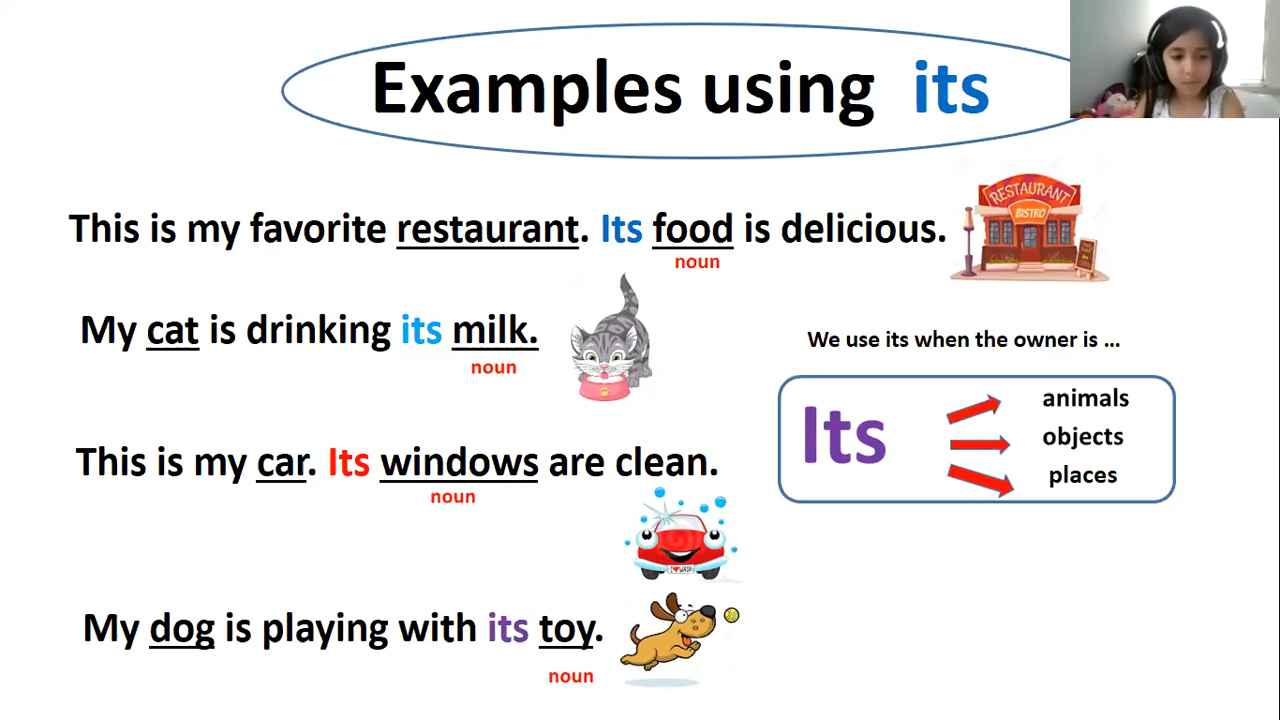 Examples using its
This is my favorite restaurant. Its food is delicious.
noun
RESTAURANT
BISTRO
My cat is drinking its milk.
noun
We use its when the owner is ...
Its
animals
objects
places
This is my car. Its windows are clean.
noun
My dog is playing with its toy.
noun